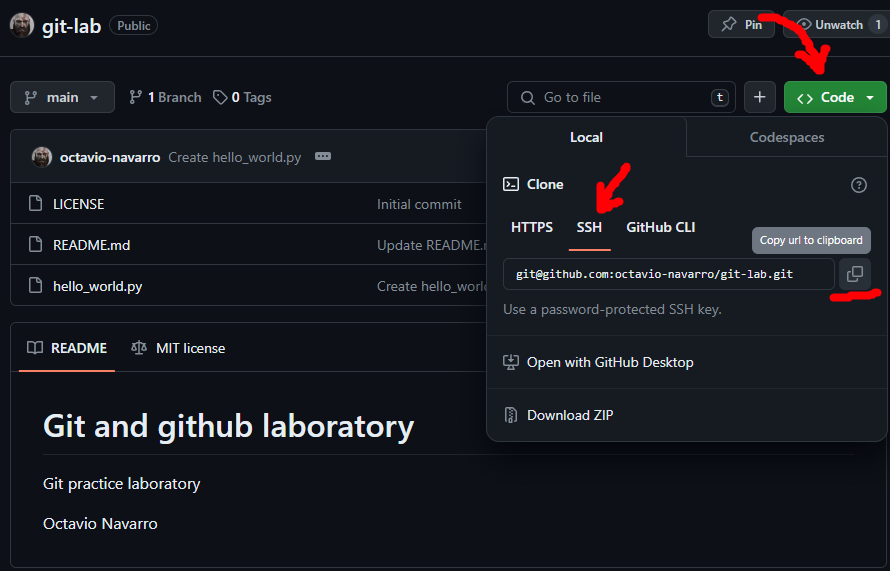 git-lab Public Pin Unwatch 1
main 1 Branch 0 Tags Go to file t + <> Code
octavio-navarro Create hello_world.py
LICENSE Initial commit
README.md Update README.
hello_world.py Create hello_world
Local Codespaces
Clone ?
HTTPS SSH GitHub CLI
Copy url to clipboard
git@github.com:octavio-navarro/git-lab.git
Use a password-protected SSH key.
Open with GitHub Desktop
Download ZIP
README MIT license
Git and github laboratory
Git practice laboratory
Octavio Navarro